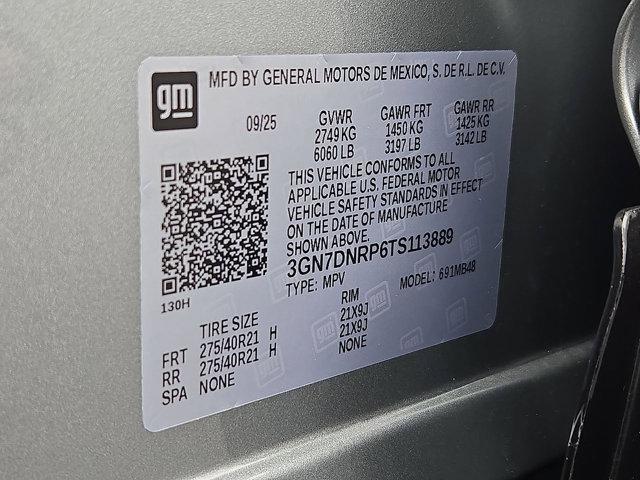 gm
MFD BY GENERAL MOTORS DE MEXICO, S. DE R.L. DE C.V.
09/25
GVWR GAWR FRT GAWR RR
2749 KG 1450 KG 1425 KG
6060 LB 3197 LB 3142 LB
THIS VEHICLE CONFORMS TO ALL
APPLICABLE U.S. FEDERAL MOTOR
VEHICLE SAFETY STANDARDS IN EFFECT
ON THE DATE OF MANUFACTURE
SHOWN ABOVE.
3GN7DNRP6TS113889
TYPE: MPV MODEL: 691MB48
130H
TIRE SIZE RIM
FRT 275/40R21 H 21X9J
RR 275/40R21 H 21X9J
SPA NONE NONE